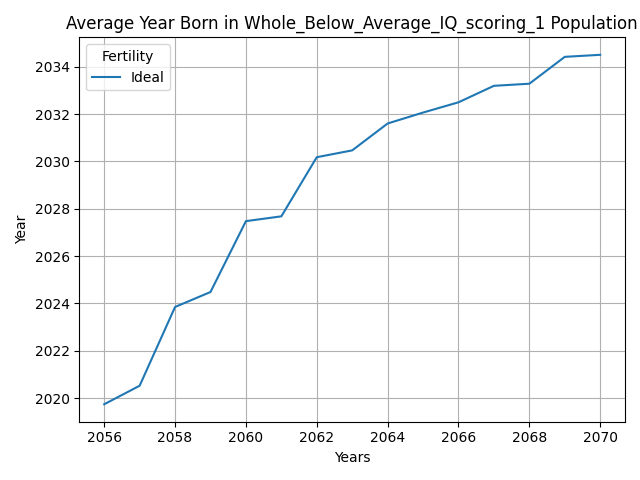 Average Year Born in Whole_Below_Average_IQ_scoring_1 Population
Fertility
Ideal
2034
2032
2030
2028
2026
2024
2022
2020
Year
2056 2058 2060 2062 2064 2066 2068 2070
Years